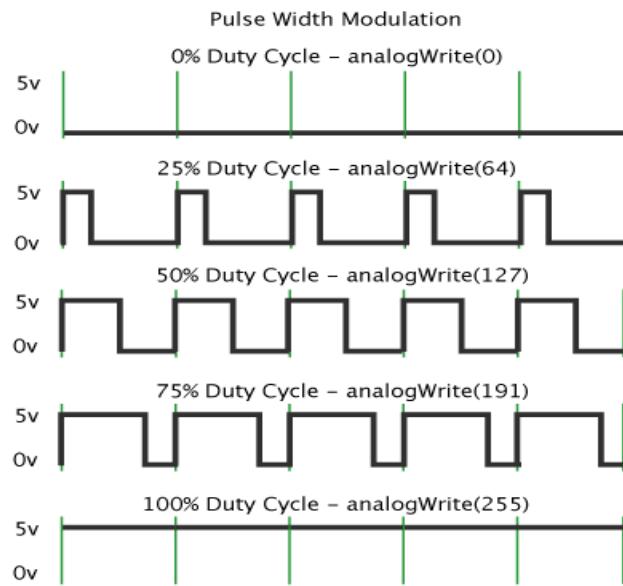 Pulse Width Modulation
0% Duty Cycle – analogWrite(0)
5v
0v
25% Duty Cycle – analogWrite(64)
5v
0v
50% Duty Cycle – analogWrite(127)
5v
0v
75% Duty Cycle – analogWrite(191)
5v
0v
100% Duty Cycle – analogWrite(255)
5v
0v